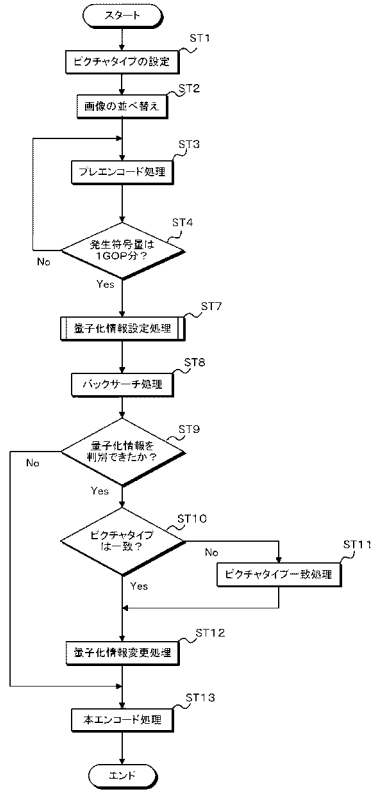 スタート
ST1
ピクチャタイプの設定
ST2
画像の並べ替え
ST3
プレエンコード処理
ST4
発生符号量は
1GOP分？
No
Yes
ST7
量子化情報設定処理
ST8
バックサーチ処理
ST9
量子化情報を
判別できたか？
No
Yes
ST10
ピクチャタイプ
は一致？
No
ST11
ピクチャタイプ一致処理
Yes
ST12
量子化情報変更処理
ST13
本エンコード処理
エンド